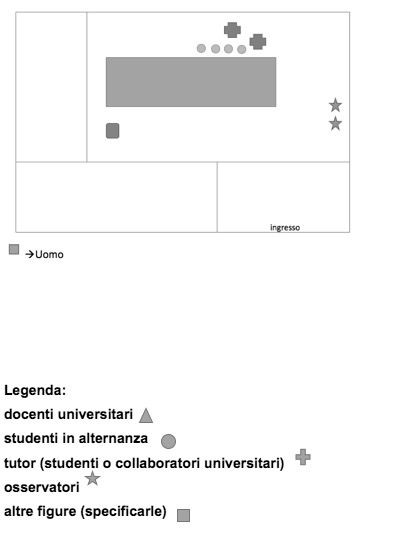 ingresso
→Uomo
Legenda:
docenti universitari
studenti in alternanza
tutor (studenti o collaboratori universitari)
osservatori
altre figure (specificarle)